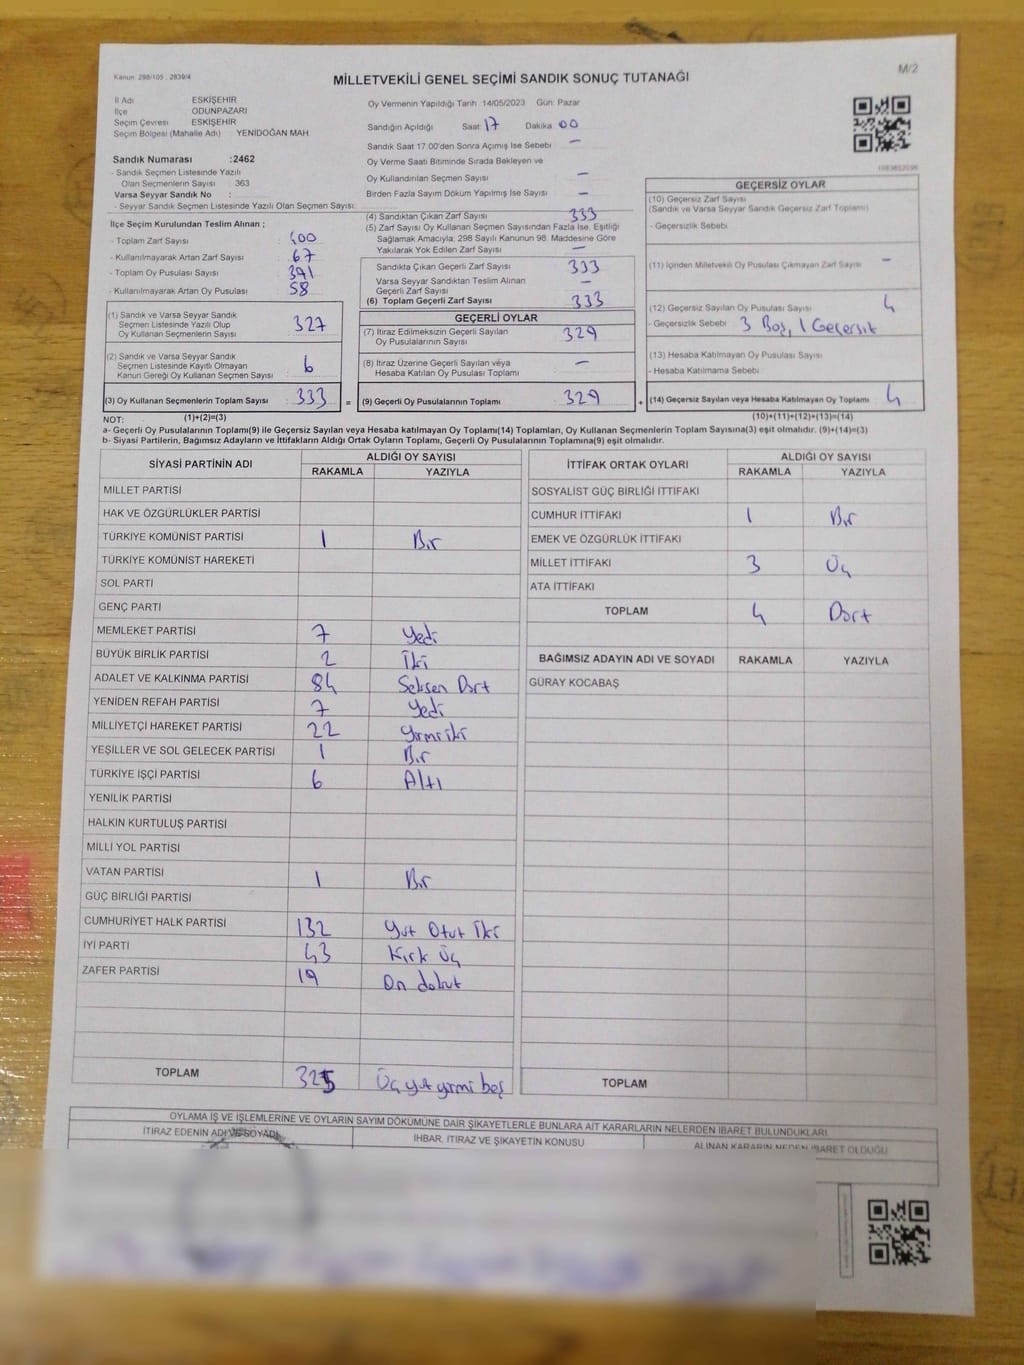 Kanun: 298/105 , 2839/4
MİLLETVEKİLİ GENEL SEÇİMİ SANDIK SONUÇ TUTANAĞI
M/2
İl Adı ESKİŞEHİR
İlçe ODUNPAZARI
Seçim Çevresi ESKİŞEHİR
Seçim Bölgesi (Mahalle Adı) YENİDOĞAN MAH
Oy Vermenin Yapıldığı Tarih 14/05/2023 Gün: Pazar
Sandığın Açıldığı Saat 17 Dakika 00
Sandık Saat 17:00'den Sonra Açımış İse Sebebi –
Oy Verme Saati Bitiminde Sırada Bekleyen ve
Oy Kullandırılan Seçmen Sayısı –
Birden Fazla Sayım Döküm Yapılmış İse Sayısı –
Sandık Numarası :2462
- Sandık Seçmen Listesinde Yazılı
Olan Seçmenlerin Sayısı 363
Varsa Seyyar Sandık No :
- Seyyar Sandık Seçmen Listesinde Yazılı Olan Seçmen Sayısı:
İlçe Seçim Kurulundan Teslim Alınan ;
- Toplam Zarf Sayısı : 400
- Kullanılmayarak Artan Zarf Sayısı : 67
- Toplam Oy Pusulası Sayısı : 391
- Kullanılmayarak Artan Oy Pusulası : 58
(1) Sandık ve Varsa Seyyar Sandık
Seçmen Listesinde Yazılı Olup
Oy Kullanan Seçmenlerin Sayısı : 327
(2) Sandık ve Varsa Seyyar Sandık
Seçmen Listesinde Kayıtlı Olmayan
Kanun Gereği Oy Kullanan Seçmen Sayısı : 6
(3) Oy Kullanan Seçmenlerin Toplam Sayısı : 333 =
(4) Sandıktan Çıkan Zarf Sayısı 333
(5) Zarf Sayısı Oy Kullanan Seçmen Sayısından Fazla İse, Eşitliği
Sağlamak Amacıyla; 298 Sayılı Kanunun 98. Maddesine Göre
Yakılarak Yok Edilen Zarf Sayısı –
Sandıkta Çıkan Geçerli Zarf Sayısı : 333
Varsa Seyyar Sandıktan Teslim Alınan
Geçerli Zarf Sayısı : –
(6) Toplam Geçerli Zarf Sayısı : 333
GEÇERLİ OYLAR
(7) İtiraz Edilmeksizin Geçerli Sayılan
Oy Pusulalarının Sayısı : 329
(8) İtiraz Üzerine Geçerli Sayılan veya
Hesaba Katılan Oy Pusulası Toplamı : –
(9) Geçerli Oy Pusulalarının Toplamı : 329 +
GEÇERSİZ OYLAR
(10) Geçersiz Zarf Sayısı
(Sandık ve Varsa Seyyar Sandık Geçersiz Zarf Toplamı)
- Geçersizlik Sebebi
(11) İçinden Milletvekili Oy Pusulası Çıkmayan Zarf Sayısı –
(12) Geçersiz Sayılan Oy Pusulası Sayısı 4
- Geçersizlik Sebebi 3 Boş, 1 Geçersiz
(13) Hesaba Katılmayan Oy Pusulası Sayısı
- Hesaba Katılmama Sebebi
(14) Geçersiz Sayılan veya Hesaba Katılmayan Oy Toplamı : 4
NOT: (1)+(2)=(3) (10)+(11)+(12)+(13)=(14)
a- Geçerli Oy Pusulalarının Toplamı(9) ile Geçersiz Sayılan veya Hesaba katılmayan Oy Toplamı(14) Toplamları, Oy Kullanan Seçmenlerin Toplam Sayısına(3) eşit olmalıdır. (9)+(14)=(3)
b- Siyasi Partilerin, Bağımsız Adayların ve İttifakların Aldığı Ortak Oyların Toplamı, Geçerli Oy Pusulalarının Toplamına(9) eşit olmalıdır.
SİYASİ PARTİNİN ADI ALDIĞI OY SAYISI
RAKAMLA YAZIYLA
MİLLET PARTİSİ
HAK VE ÖZGÜRLÜKLER PARTİSİ
TÜRKİYE KOMÜNİST PARTİSİ 1 Bir
TÜRKİYE KOMÜNİST HAREKETİ
SOL PARTİ
GENÇ PARTİ
MEMLEKET PARTİSİ 7 Yedi
BÜYÜK BİRLİK PARTİSİ 2 İki
ADALET VE KALKINMA PARTİSİ 84 Seksen Dört
YENİDEN REFAH PARTİSİ 7 Yedi
MİLLİYETÇİ HAREKET PARTİSİ 22 Yirmi iki
YEŞİLLER VE SOL GELECEK PARTİSİ 1 Bir
TÜRKİYE İŞÇİ PARTİSİ 6 Altı
YENİLİK PARTİSİ
HALKIN KURTULUŞ PARTİSİ
MİLLİ YOL PARTİSİ
VATAN PARTİSİ 1 Bir
GÜÇ BİRLİĞİ PARTİSİ
CUMHURİYET HALK PARTİSİ 132 Yüz Otuz İki
İYİ PARTİ 43 Kırk Üç
ZAFER PARTİSİ 19 On dokuz
TOPLAM 325 Üç yüz yirmi beş
İTTİFAK ORTAK OYLARI ALDIĞI OY SAYISI
RAKAMLA YAZIYLA
SOSYALİST GÜÇ BİRLİĞİ İTTİFAKI
CUMHUR İTTİFAKI 1 Bir
EMEK VE ÖZGÜRLÜK İTTİFAKI
MİLLET İTTİFAKI 3 Üç
ATA İTTİFAKI
TOPLAM 4 Dört
BAĞIMSIZ ADAYIN ADI VE SOYADI RAKAMLA YAZIYLA
GÜRAY KOCABAŞ
TOPLAM
OYLAMA İŞ VE İŞLEMLERİNE VE OYLARIN SAYIM DÖKÜMÜNE DAİR ŞİKAYETLERLE BUNLARA AİT KARARLARIN NELERDEN İBARET BULUNDUKLARI
İTİRAZ EDENİN ADI VE SOYADI İHBAR, İTİRAZ VE ŞİKAYETİN KONUSU ALINAN KARARIN NEDEN İBARET OLDUĞU